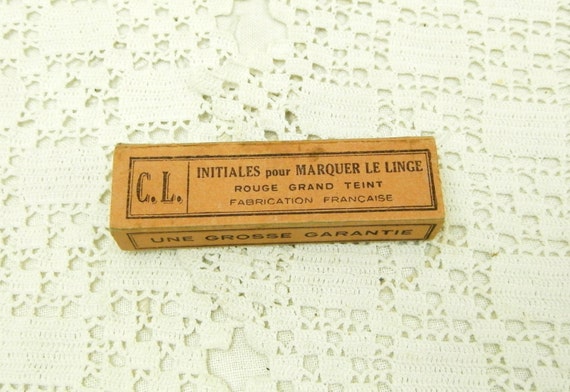 C. L.
INITIALES pour MARQUER LE LINGE
ROUGE GRAND TEINT
FABRICATION FRANÇAISE
UNE GROSSE GARANTIE